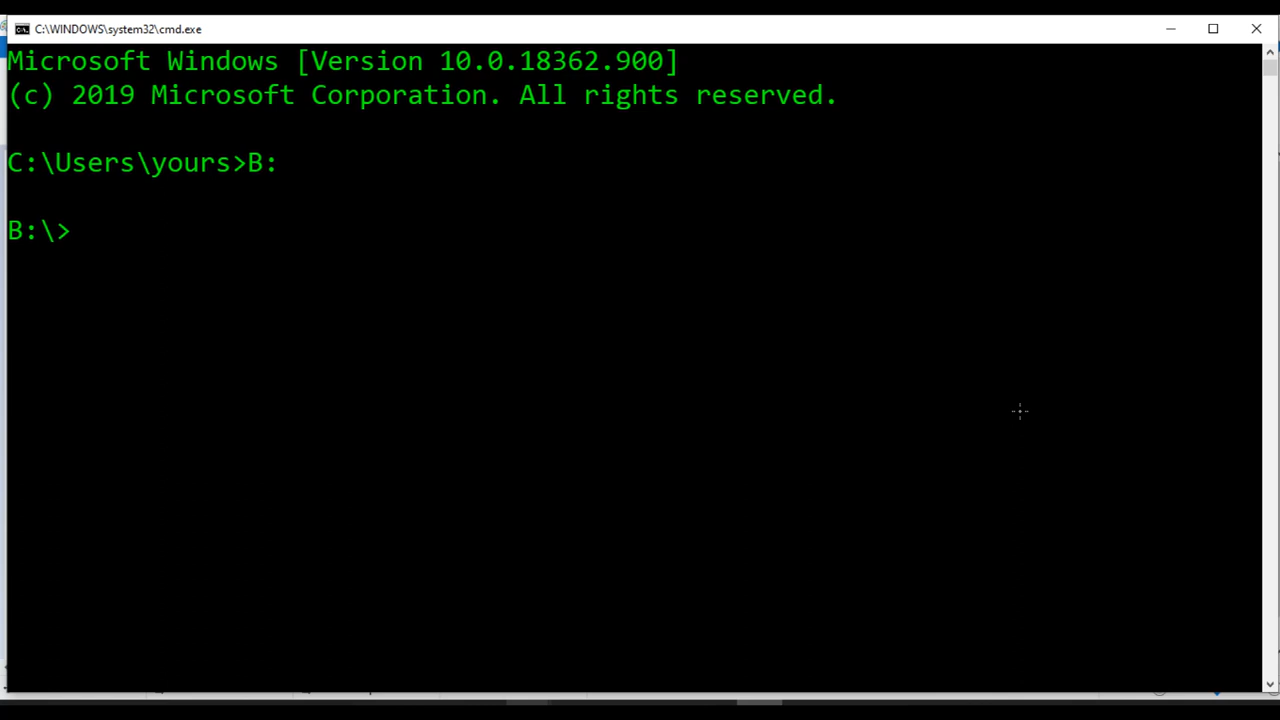 C:\WINDOWS\system32\cmd.exe
Microsoft Windows [Version 10.0.18362.900]
(c) 2019 Microsoft Corporation. All rights reserved.
C:\Users\yours>B:
B:\>